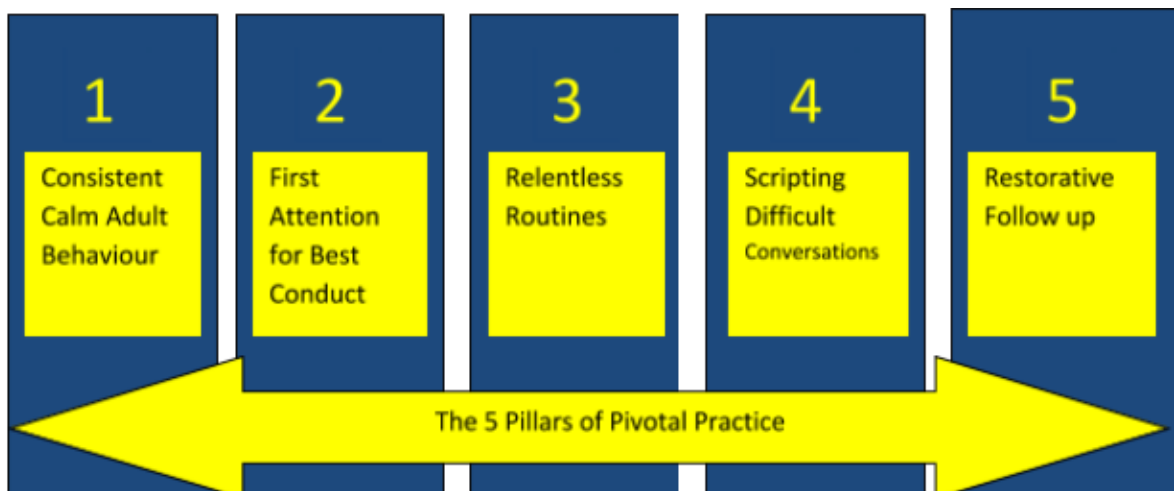 1
Consistent
Calm Adult
Behaviour
2
First
Attention
for Best
Conduct
3
Relentless
Routines
4
Scripting
Difficult
Conversations
5
Restorative
Follow up
The 5 Pillars of Pivotal Practice